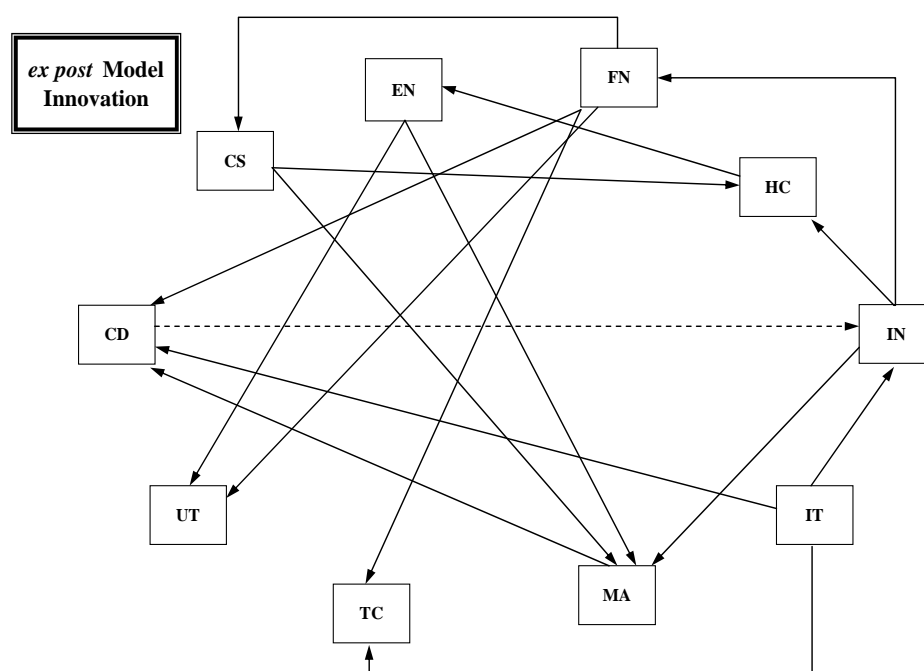 ex post Model
Innovation
FN
EN
CS
HC
CD
IN
UT
IT
TC
MA